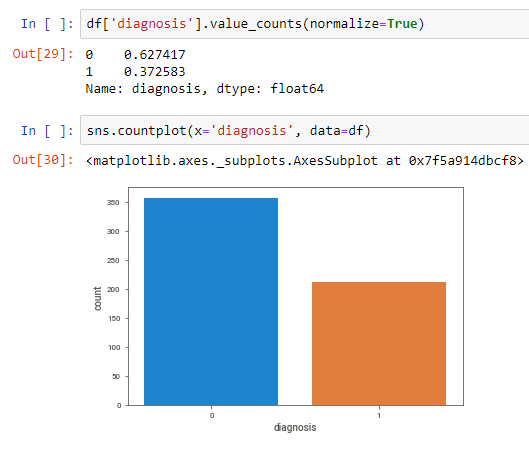 In [ ]: df['diagnosis'].value_counts(normalize=True)
Out[29]: 0    0.627417
1    0.372583
Name: diagnosis, dtype: float64
In [ ]: sns.countplot(x='diagnosis', data=df)
Out[30]: <matplotlib.axes._subplots.AxesSubplot at 0x7f5a914dbcf8>
350
300
250
200
150
100
50
0
count
0 1
diagnosis